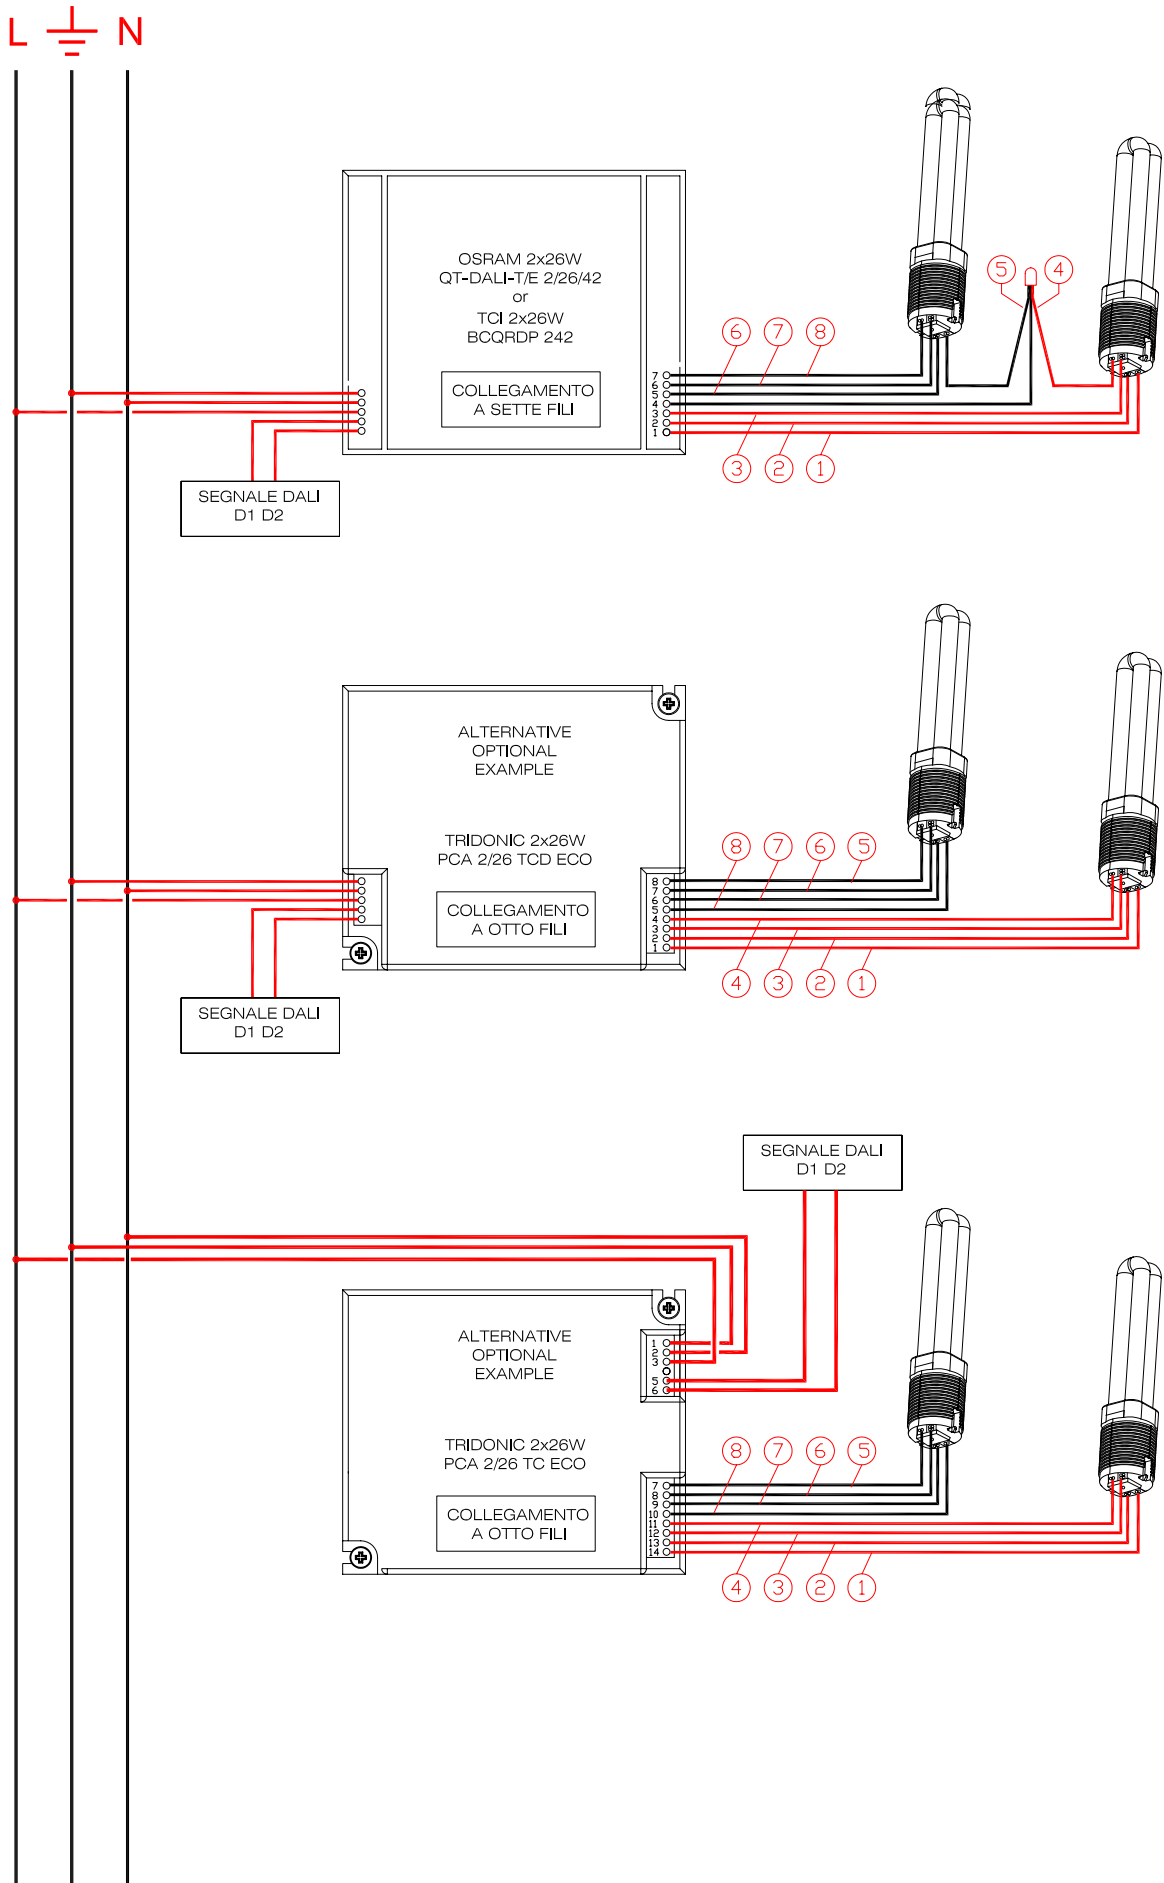 L N
OSRAM 2x26W
QT-DALI-T/E 2/26/42
or
TCI 2x26W
BCQRDP 242
COLLEGAMENTO
A SETTE FILI
7
6
5
4
3
2
1
6 7 8
5 4
3 2 1
SEGNALE DALI
D1 D2
ALTERNATIVE
OPTIONAL
EXAMPLE
TRIDONIC 2x26W
PCA 2/26 TCD ECO
COLLEGAMENTO
A OTTO FILI
8
7
6
5
4
3
2
1
8 7 6 5
4 3 2 1
SEGNALE DALI
D1 D2
SEGNALE DALI
D1 D2
ALTERNATIVE
OPTIONAL
EXAMPLE
1
2
3
5
6
TRIDONIC 2x26W
PCA 2/26 TC ECO
COLLEGAMENTO
A OTTO FILI
7
8
9
10
11
12
13
14
8 7 6 5
4 3 2 1